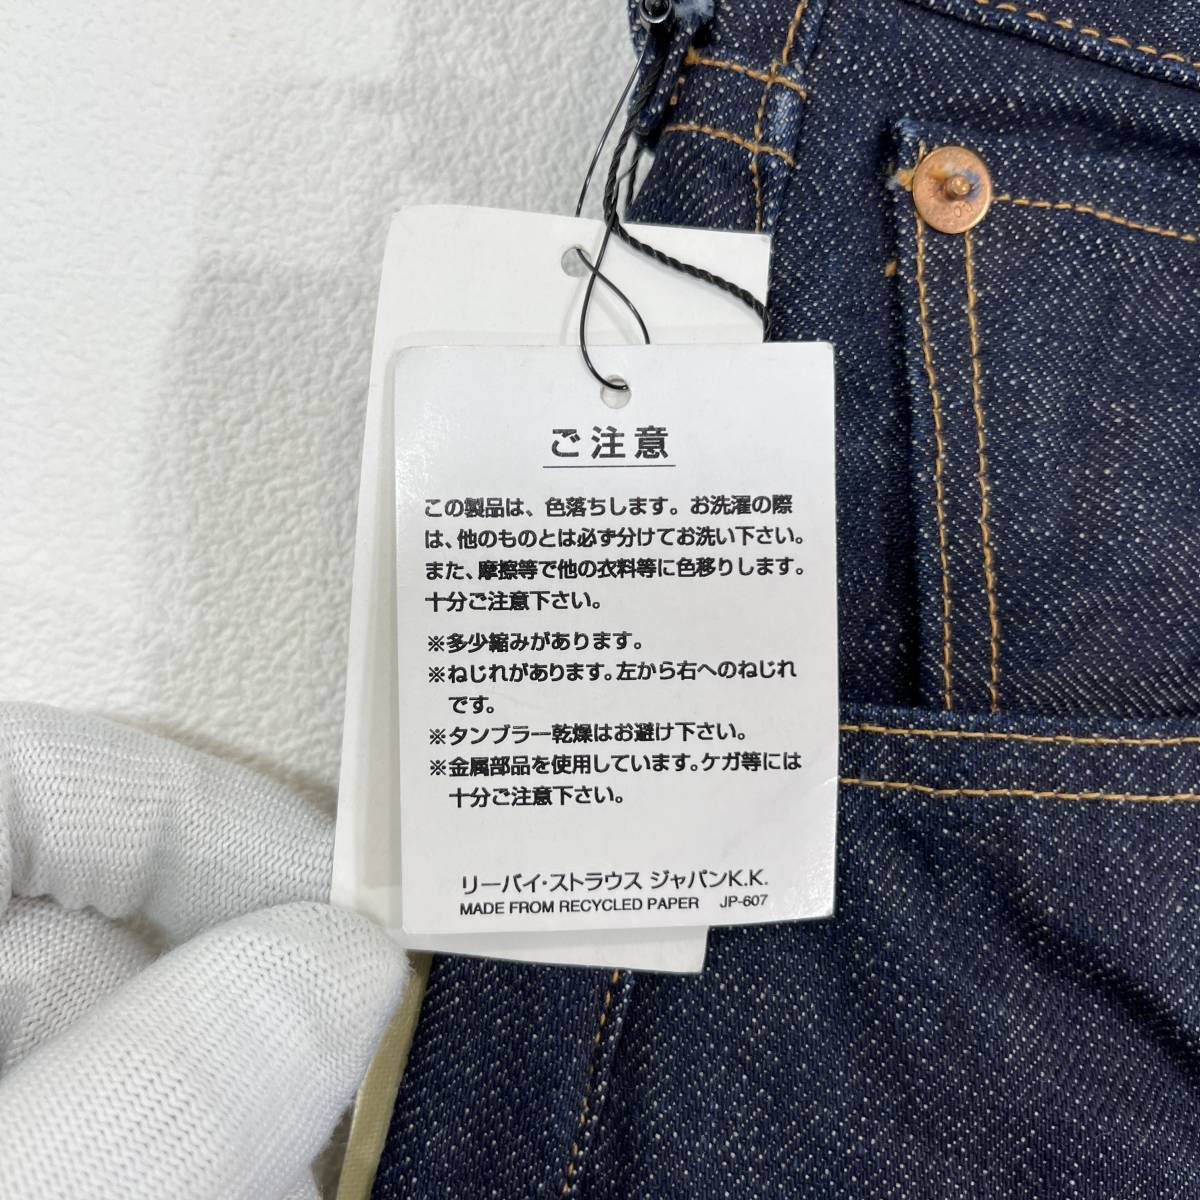 ご注意
この製品は、色落ちします。お洗濯の際
は、他のものとは必ず分けてお洗い下さい。
また、摩擦等で他の衣料等に色移りします。
十分ご注意下さい。
※多少縮みがあります。
※ねじれがあります。左から右へのねじれ
です。
※タンブラー乾燥はお避け下さい。
※金属部品を使用しています。ケガ等には
十分ご注意下さい。
リーバイ・ストラウス ジャパンK.K.
MADE FROM RECYCLED PAPER JP-607